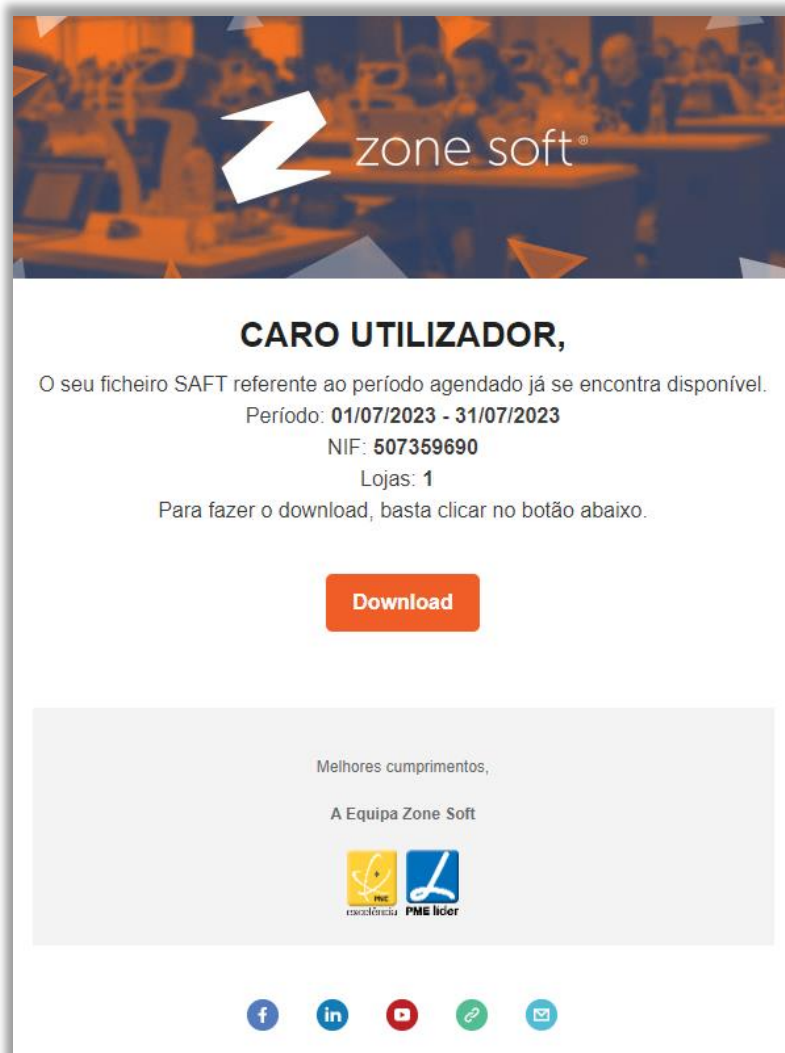 zone soft®
CARO UTILIZADOR,
O seu ficheiro SAFT referente ao período agendado já se encontra disponível.
Período: 01/07/2023 - 31/07/2023
NIF: 507359690
Lojas: 1
Para fazer o download, basta clicar no botão abaixo.
Download
Melhores cumprimentos,
A Equipa Zone Soft
PME
excelência PME líder
f in